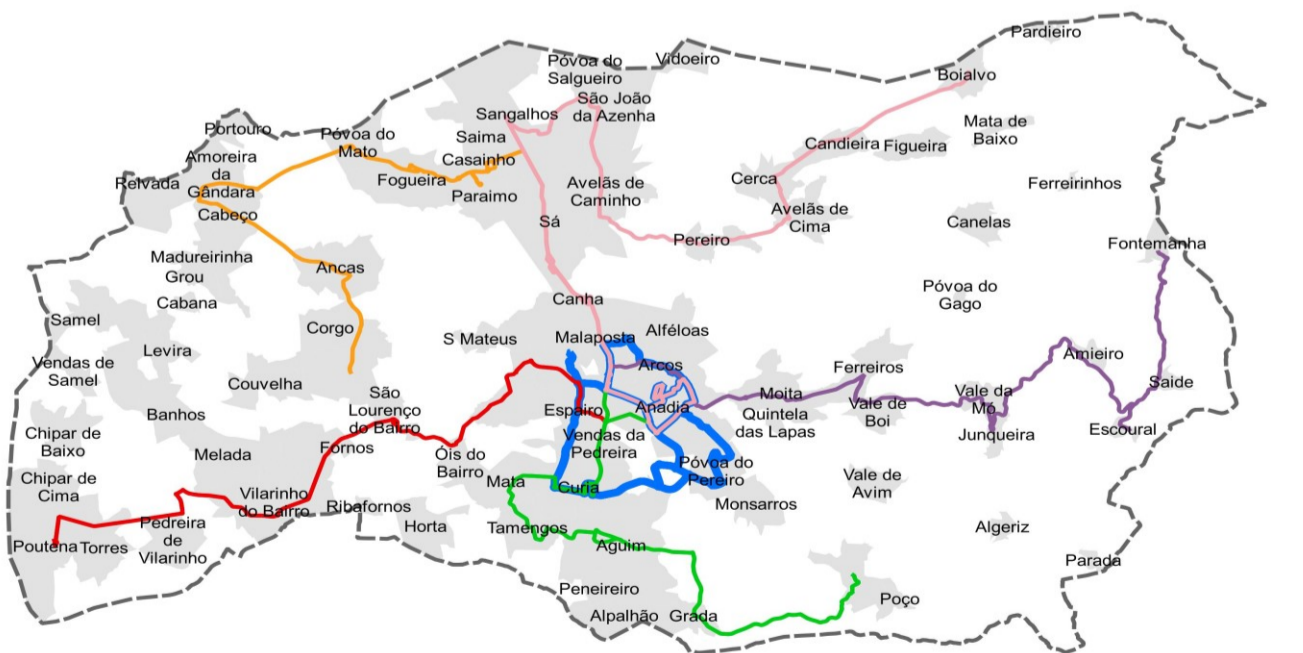 Pardieiro
Póvoa do
Salgueiro
Vidoeiro
Boialvo
São João
da Azenha
Sangalhos
Portouro
Póvoa do
Mato
Saima
Mata de
Baixo
Candieira
Figueira
Amoreira
da
Gândara
Casainho
Relvada
Fogueira
Paraimo
Avelãs de
Caminho
Cerca
Ferreirinhos
Cabeço
Sá
Avelãs de
Cima
Canelas
Pereiro
Fontemanha
Madureirinha
Grou
Ancas
Cabana
Canha
Póvoa do
Gago
Samel
Corgo
S Mateus
Malaposta
Alféloas
Levira
Vendas de
Samel
Arcos
Ferreiros
Amieiro
Couvelha
Moita
Vale da
Mó
Saide
São
Lourenço
do Bairro
Banhos
Espairo
Anadia
Quintela
das Lapas
Vale de
Boi
Chipar de
Baixo
Fornos
Vendas da
Pedreira
Junqueira
Escoural
Melada
Óis do
Bairro
Póvoa do
Pereiro
Chipar de
Cima
Mata
Curia
Vale de
Avim
Vilarinho
do Bairro
Ribafornos
Monsarros
Pedreira
de
Vilarinho
Horta
Tamengos
Algeriz
Poutena
Torres
Aguim
Parada
Peneireiro
Poço
Alpalhão
Grada